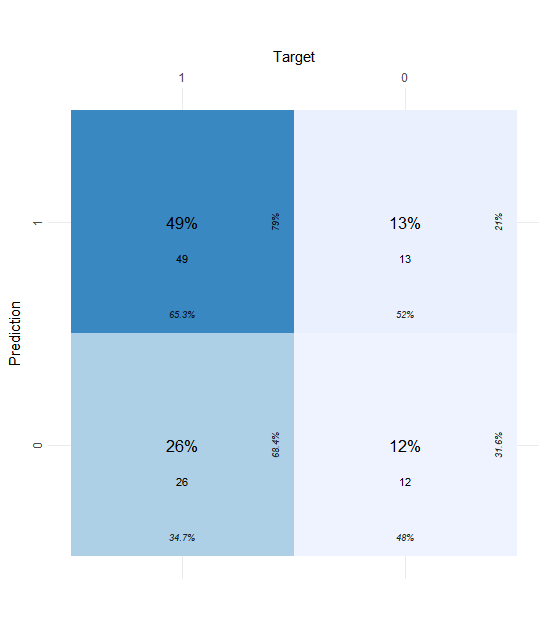 Target
1 0
1
49% 79% 13% 21%
49 13
65.3% 52%
Prediction
0
26% 68.4% 12% 31.6%
26 12
34.7% 48%